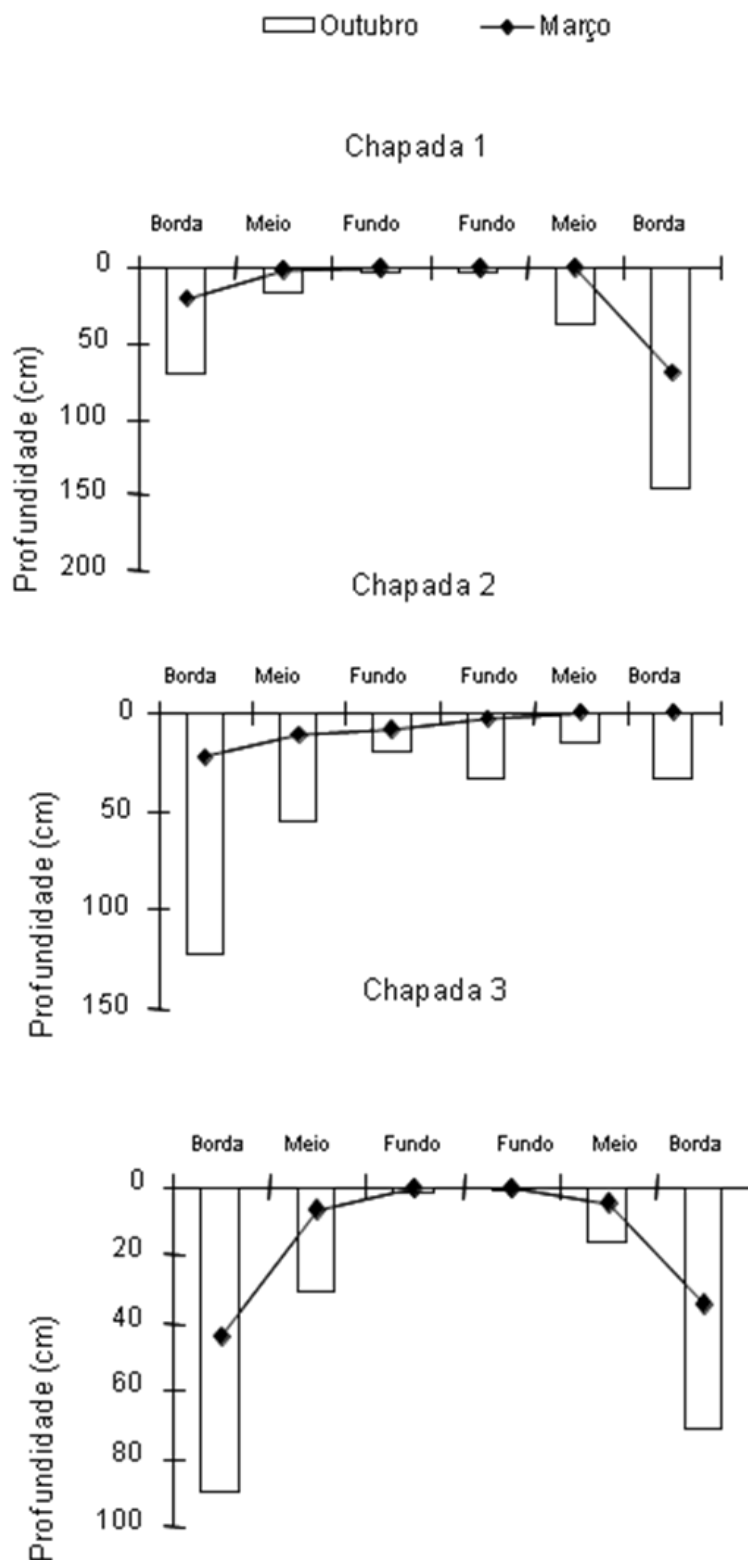 Outubro Março
Chapada 1
Borda Meio Fundo Fundo Meio Borda
0
50
100
150
200
Profundidade (cm)
Chapada 2
Borda Meio Fundo Fundo Meio Borda
0
50
100
150
Profundidade (cm)
Chapada 3
Borda Meio Fundo Fundo Meio Borda
0
20
40
60
80
100
Profundidade (cm)